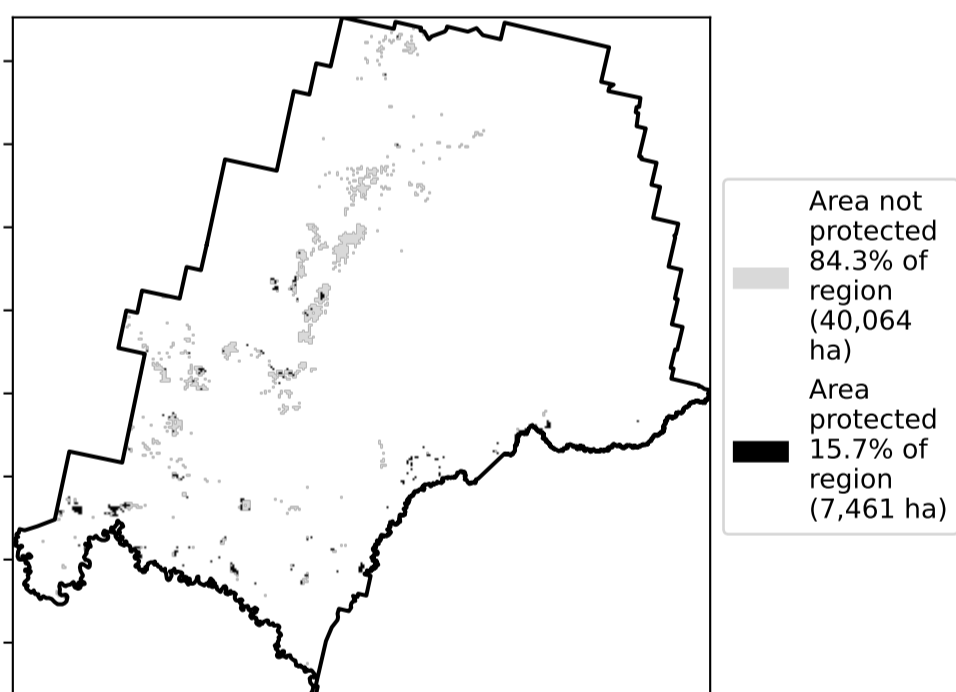 Area not
protected
84.3% of
region
(40,064
ha)
Area
protected
15.7% of
region
(7,461 ha)